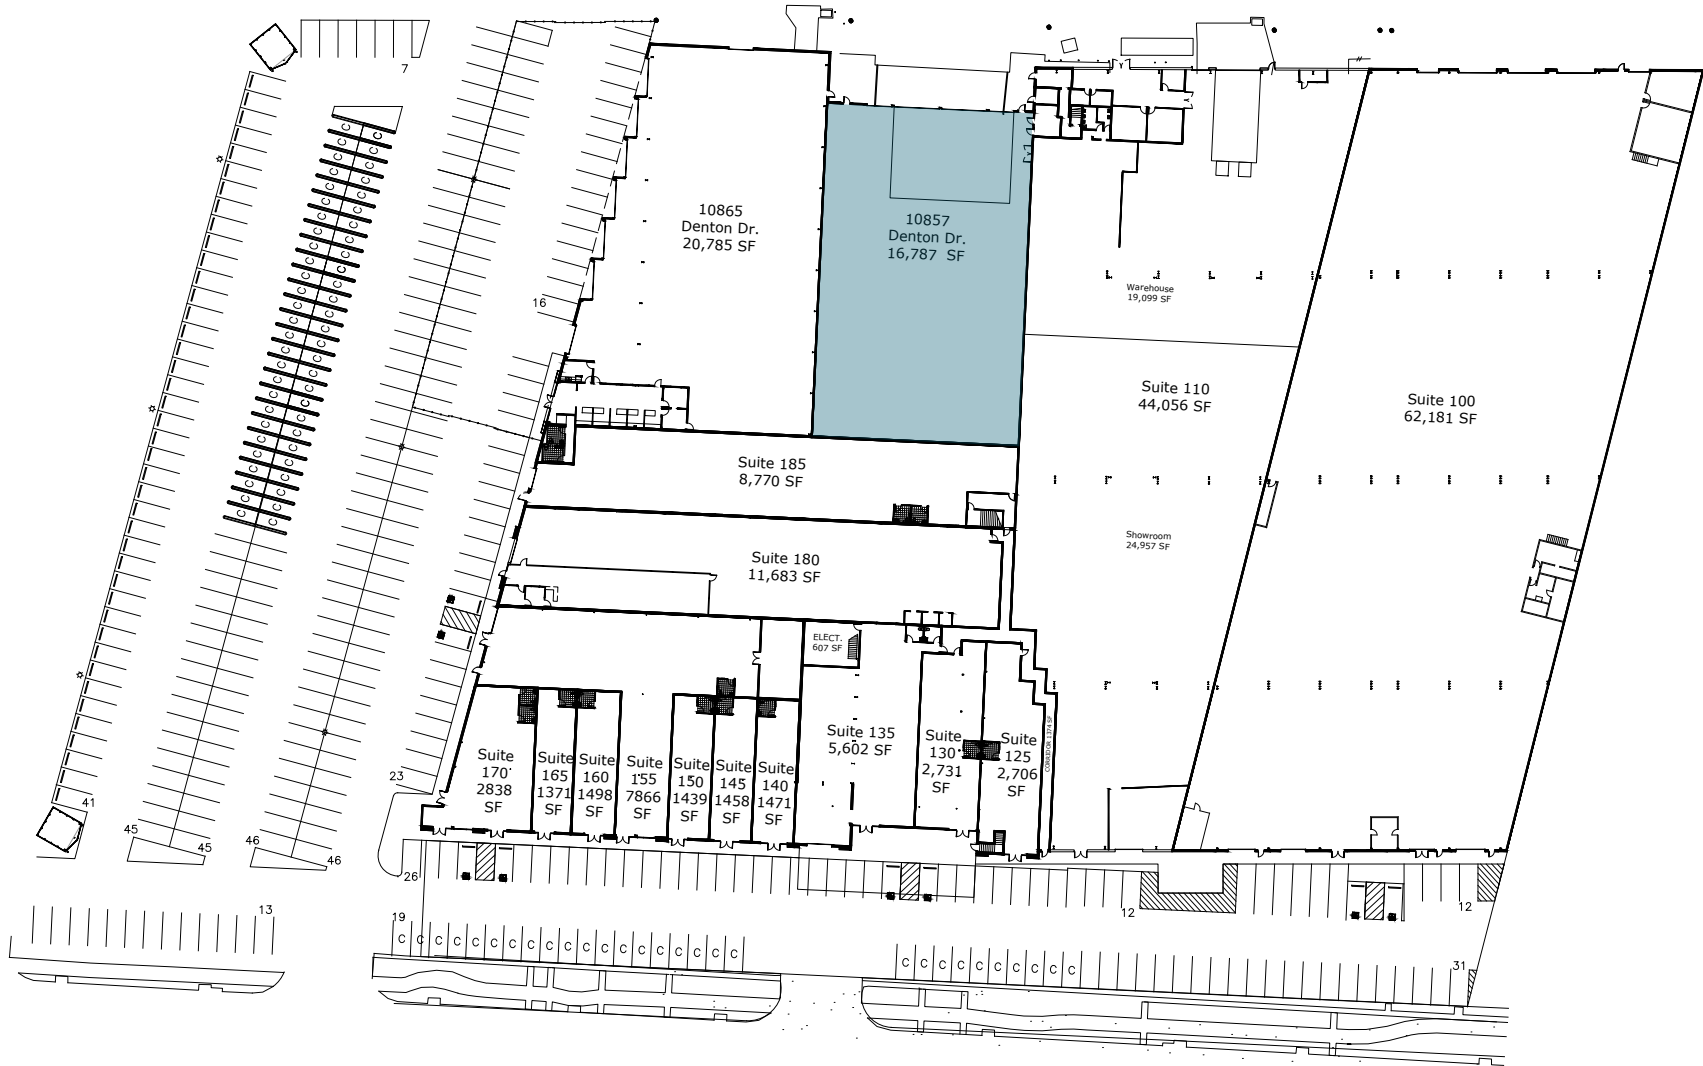 7
10865
Denton Dr.
20,785 SF
10857
Denton Dr.
16,787 SF
Warehouse
19,099 SF
16
Suite 110
44,056 SF
Suite 100
62,181 SF
Suite 185
8,770 SF
Suite 180
11,683 SF
Showroom
24,957 SF
ELECT.
607 SF
Suite 135
5,602 SF
Suite
130
2,731
SF
Suite
125
2,706
SF
CORRIDOR 1374 SF
Suite
170
2838
SF
Suite
165
1371
SF
Suite
160
1498
SF
Suite
155
7866
SF
Suite
150
1439
SF
Suite
145
1458
SF
Suite
140
1471
SF
23
41
45
45
46
46
26
13
19
12
12
31
C C C C C C C C C C C C C C C C C C C
C C C C C C C C C C